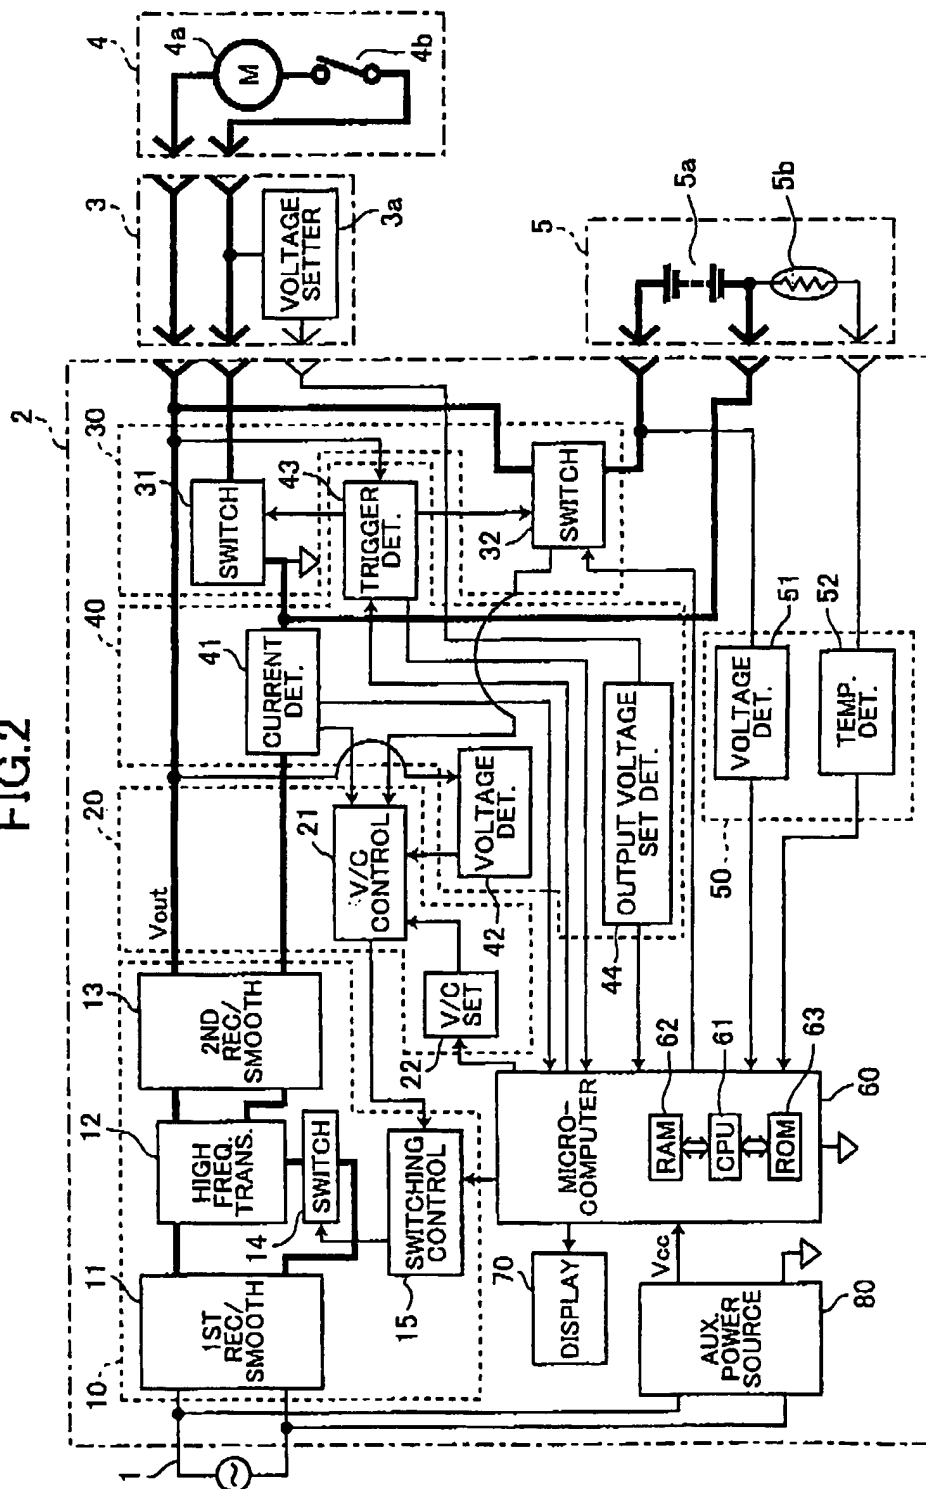 FIG.2
1
2
3
4
4a
M
4b
3a
VOLTAGE
SETTER
5
5a
5b
10
11
1ST
REC/
SMOOTH
12
HIGH
FREQ.
TRANS.
13
2ND
REC/
SMOOTH
14
SWITCH
15
SWITCHING
CONTROL
Vout
20
21
V/C
CONTROL
22
V/C
SET
30
31
SWITCH
32
SWITCH
40
41
CURRENT
DET.
42
VOLTAGE
DET.
43
TRIGGER
DET.
44
OUTPUT VOLTAGE
SET DET.
50
51
VOLTAGE
DET.
52
TEMP.
DET.
60
MICRO-
COMPUTER
62
RAM
61
CPU
63
ROM
70
DISPLAY
Vcc
80
AUX.
POWER
SOURCE